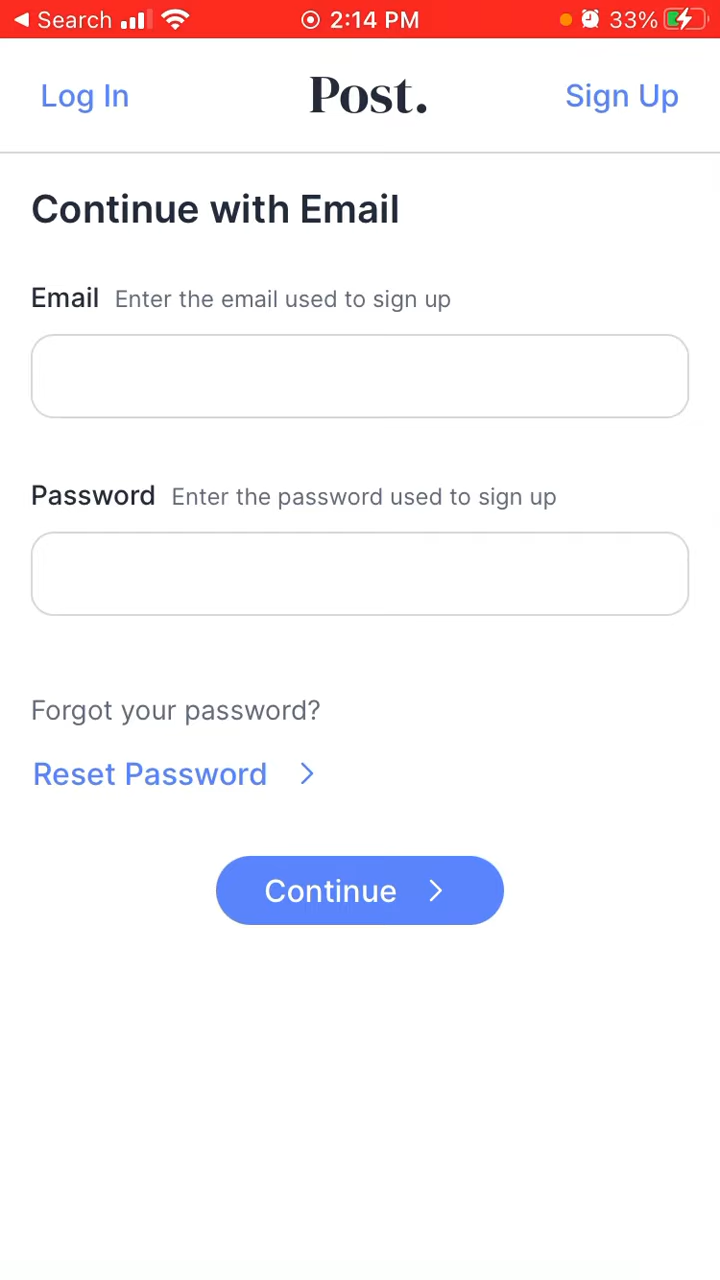 Search 2:14 PM 33%
Log In Post. Sign Up
Continue with Email
Email Enter the email used to sign up
Password Enter the password used to sign up
Forgot your password?
Reset Password
Continue